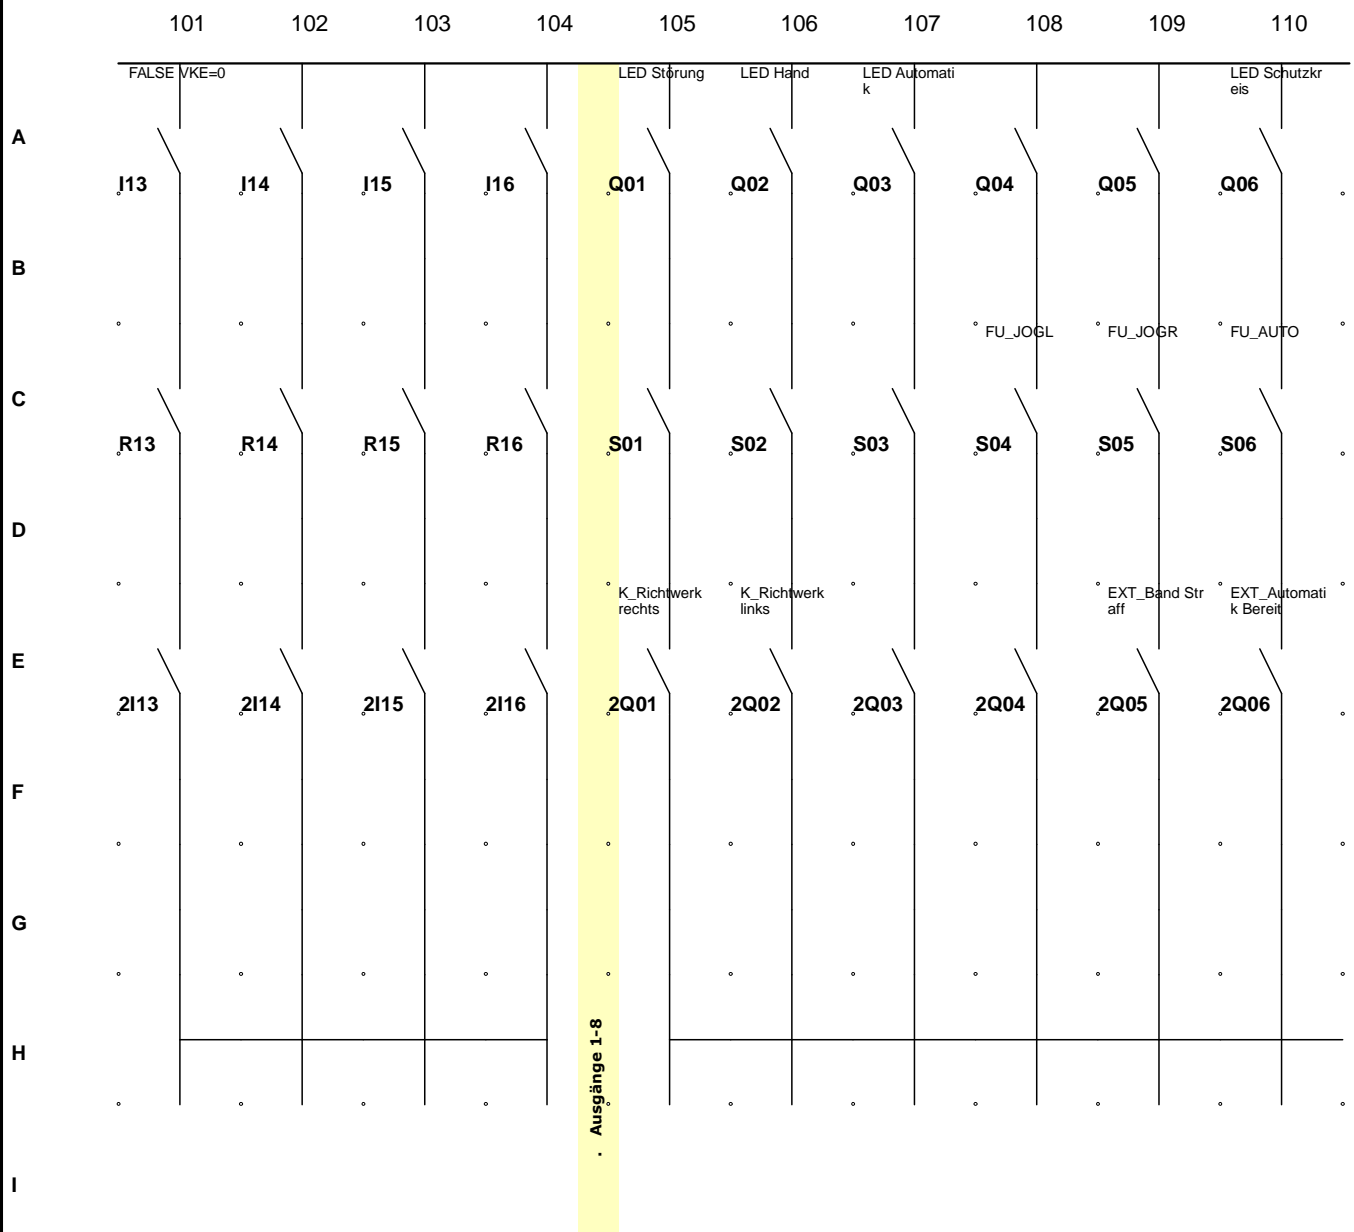 101 102 103 104 105 106 107 108 109 110
FALSE VKE=0 LED Störung LED Hand LED Automati LED Schutzkr
k eis
A
I13 I14 I15 I16 Q01 Q02 Q03 Q04 Q05 Q06
B
FU_JOGL FU_JOGR FU_AUTO
C
R13 R14 R15 R16 S01 S02 S03 S04 S05 S06
D
K_Richtwerk K_Richtwerk EXT_Band Str EXT_Automati
rechts links aff k Bereit
E
2I13 2I14 2I15 2I16 2Q01 2Q02 2Q03 2Q04 2Q05 2Q06
F
G
. Ausgänge 1-8
H
I